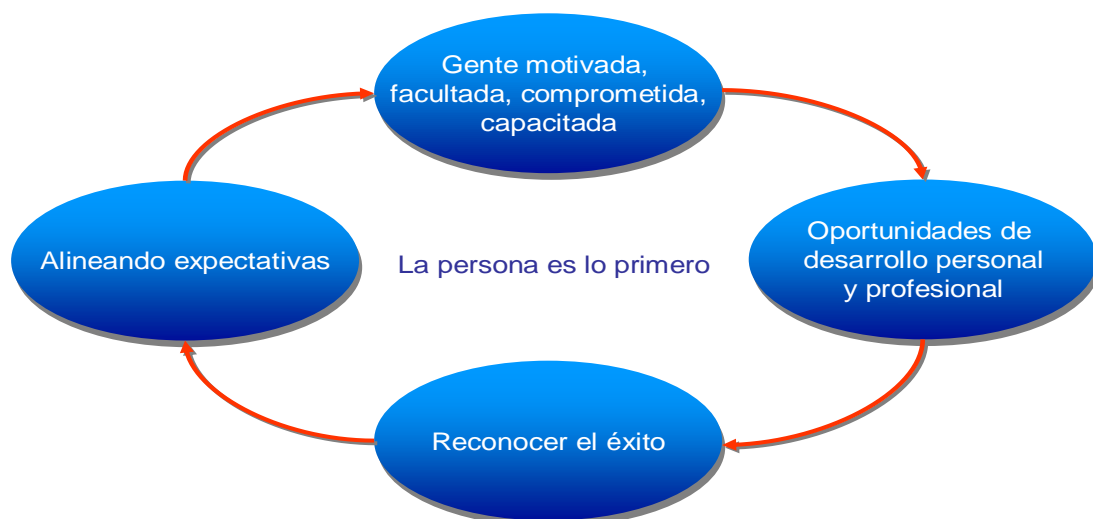 Gente motivada,
facultada, comprometida,
capacitada
Oportunidades de
desarrollo personal
y profesional
Alineando expectativas
La persona es lo primero
Reconocer el éxito